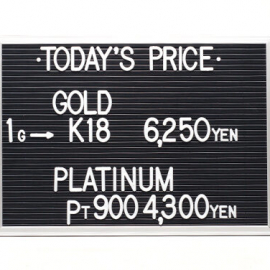 ·TODAY'S PRICE·
GOLD
1G→ K18 6,250YEN
PLATINUM
PT900 4,300YEN